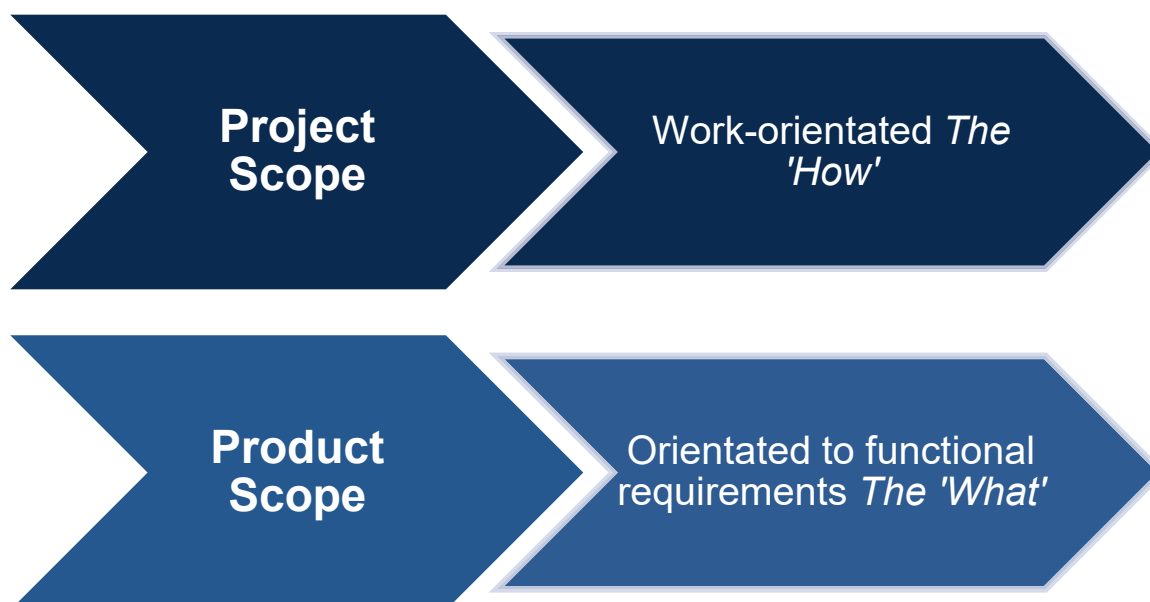 Project
Scope
Work-orientated The
'How'
Product
Scope
Orientated to functional
requirements The 'What'